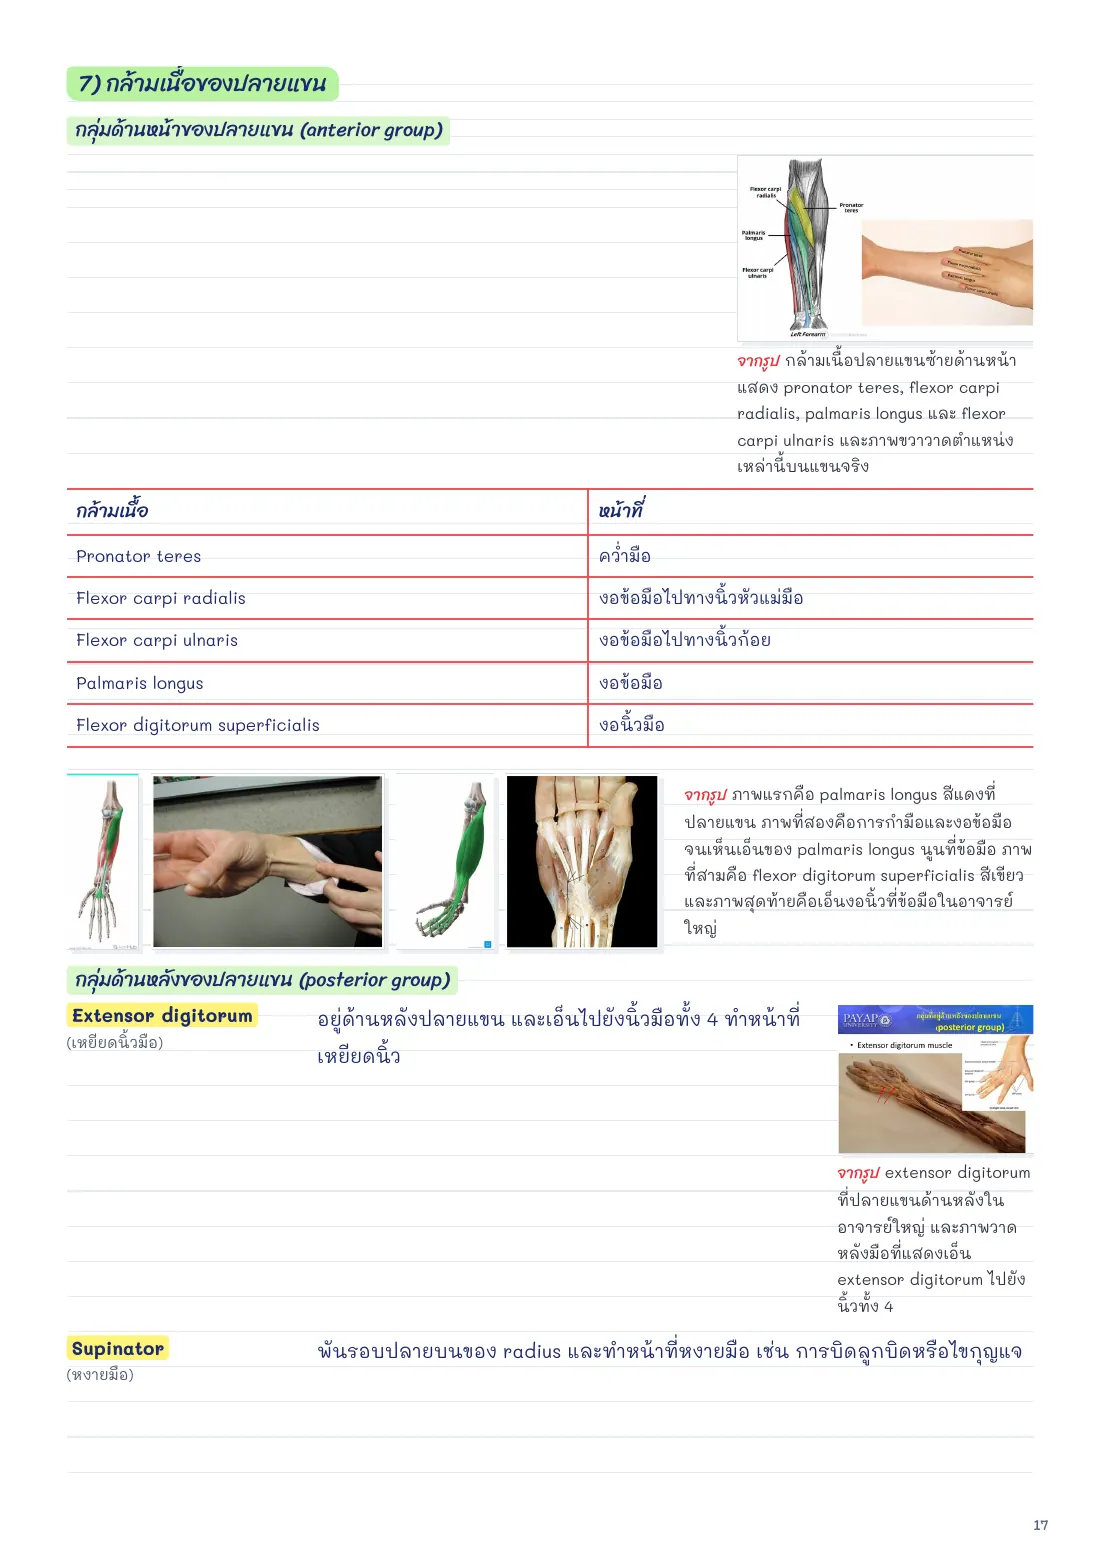 7) กล้ามเนื้อของปลายแขน
กลุ่มด้านหน้าของปลายแขน (anterior group)
Flexor carpi
radialis
Pronator
teres
Palmaris
longus
Flexor carpi
ulnaris
Left Forearm
จากรูป กล้ามเนื้อปลายแขนซ้ายด้านหน้า
แสดง pronator teres, flexor carpi
radialis, palmaris longus และ flexor
carpi ulnaris และภาพขวาวาดตำแหน่ง
เหล่านี้บนแขนจริง
กล้ามเนื้อ หน้าที่
Pronator teres คว่ำมือ
Flexor carpi radialis งอข้อมือไปทางนิ้วหัวแม่มือ
Flexor carpi ulnaris งอข้อมือไปทางนิ้วก้อย
Palmaris longus งอข้อมือ
Flexor digitorum superficialis งอนิ้วมือ
จากรูป ภาพแรกคือ palmaris longus สีแดงที่
ปลายแขน ภาพที่สองคือการกำมือและงอข้อมือ
จนเห็นเอ็นของ palmaris longus นูนที่ข้อมือ ภาพ
ที่สามคือ flexor digitorum superficialis สีเขียว
และภาพสุดท้ายคือเอ็นงอนิ้วที่ข้อมือในอาจารย์
ใหญ่
กลุ่มด้านหลังของปลายแขน (posterior group)
Extensor digitorum
(เหยียดนิ้วมือ)
อยู่ด้านหลังปลายแขน และเอ็นไปยังนิ้วมือทั้ง 4 ทำหน้าที่
เหยียดนิ้ว
PAYAP
UNIVERSITY
กลุ่มที่อยู่ด้านหลังของปลายแขน
(posterior group)
• Extensor digitorum muscle
จากรูป extensor digitorum
ที่ปลายแขนด้านหลังใน
อาจารย์ใหญ่ และภาพวาด
หลังมือที่แสดงเอ็น
extensor digitorum ไปยัง
นิ้วทั้ง 4
Supinator
(หงายมือ)
พันรอบปลายบนของ radius และทำหน้าที่หงายมือ เช่น การบิดลูกบิดหรือไขกุญแจ
17